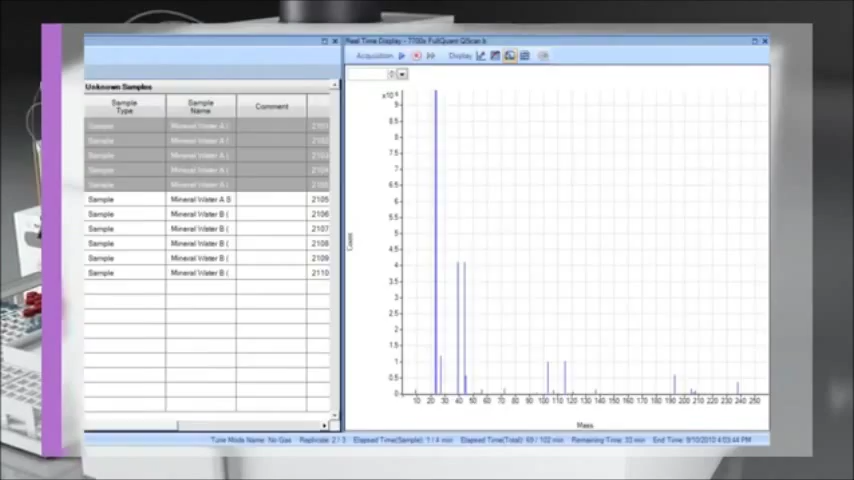 Real Time Display - 7700x FullQuant QScan.b
Acquisition Display
Unknown Samples
Sample Type Sample Name Comment
Sample Mineral Water A ( 2101
Sample Mineral Water A ( 2102
Sample Mineral Water A ( 2103
Sample Mineral Water A ( 2104
Sample Mineral Water A (
Sample Mineral Water A S 2105
Sample Mineral Water B ( 2106
Sample Mineral Water B ( 2107
Sample Mineral Water B ( 2108
Sample Mineral Water B ( 2109
Sample Mineral Water B ( 2110
9
8.5
8
7.5
7
6.5
6
5.5
5
4.5
4
3.5
3
2.5
2
1.5
1
0.5
0
Count
10 20 30 40 50 60 70 80 90 100 110 120 130 140 150 160 170 180 190 200 210 220 230 240 250
Mass
Tune Mode Name: No Gas Replicate: 2 / 3 Elapsed Time(Sample): 1 / 4 min Elapsed Time(Total): 69 / 102 min Remaining Time: 33 min End Time: 9/10/2010 4:03:44 PM